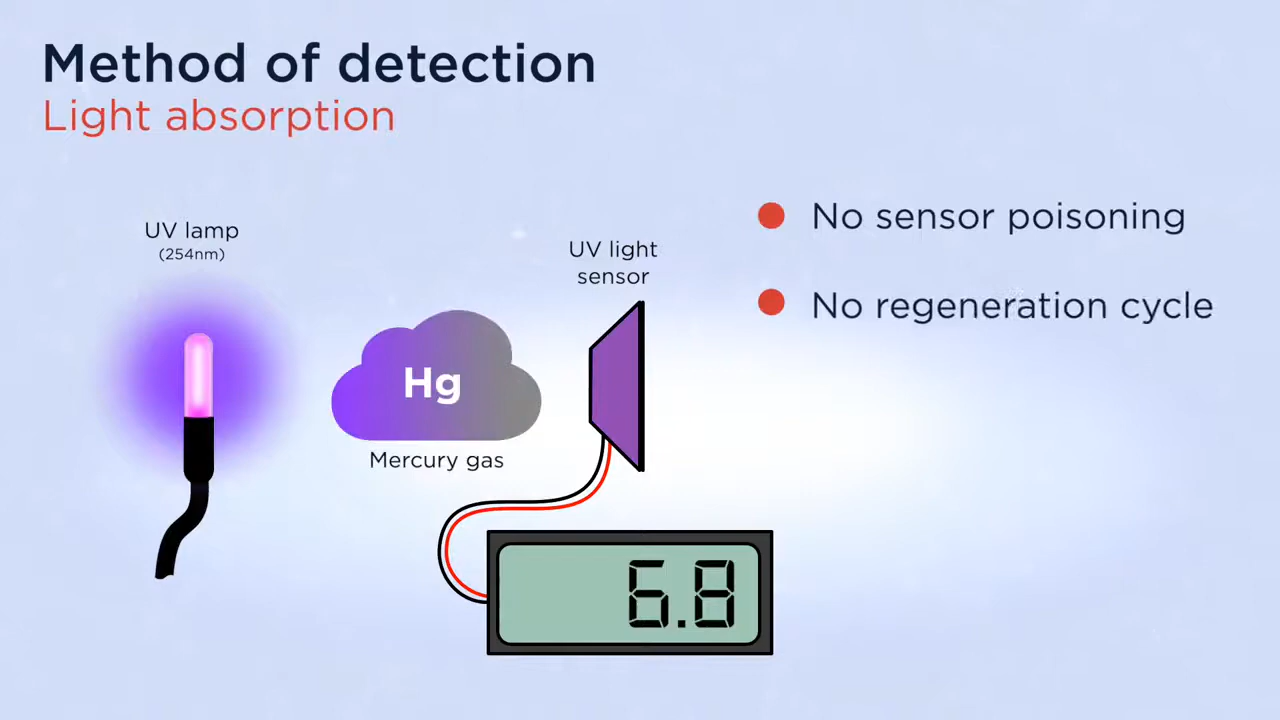 Method of detection
Light absorption
UV lamp
(254nm)
UV light
sensor
Hg
Mercury gas
6.8
No sensor poisoning
No regeneration cycle